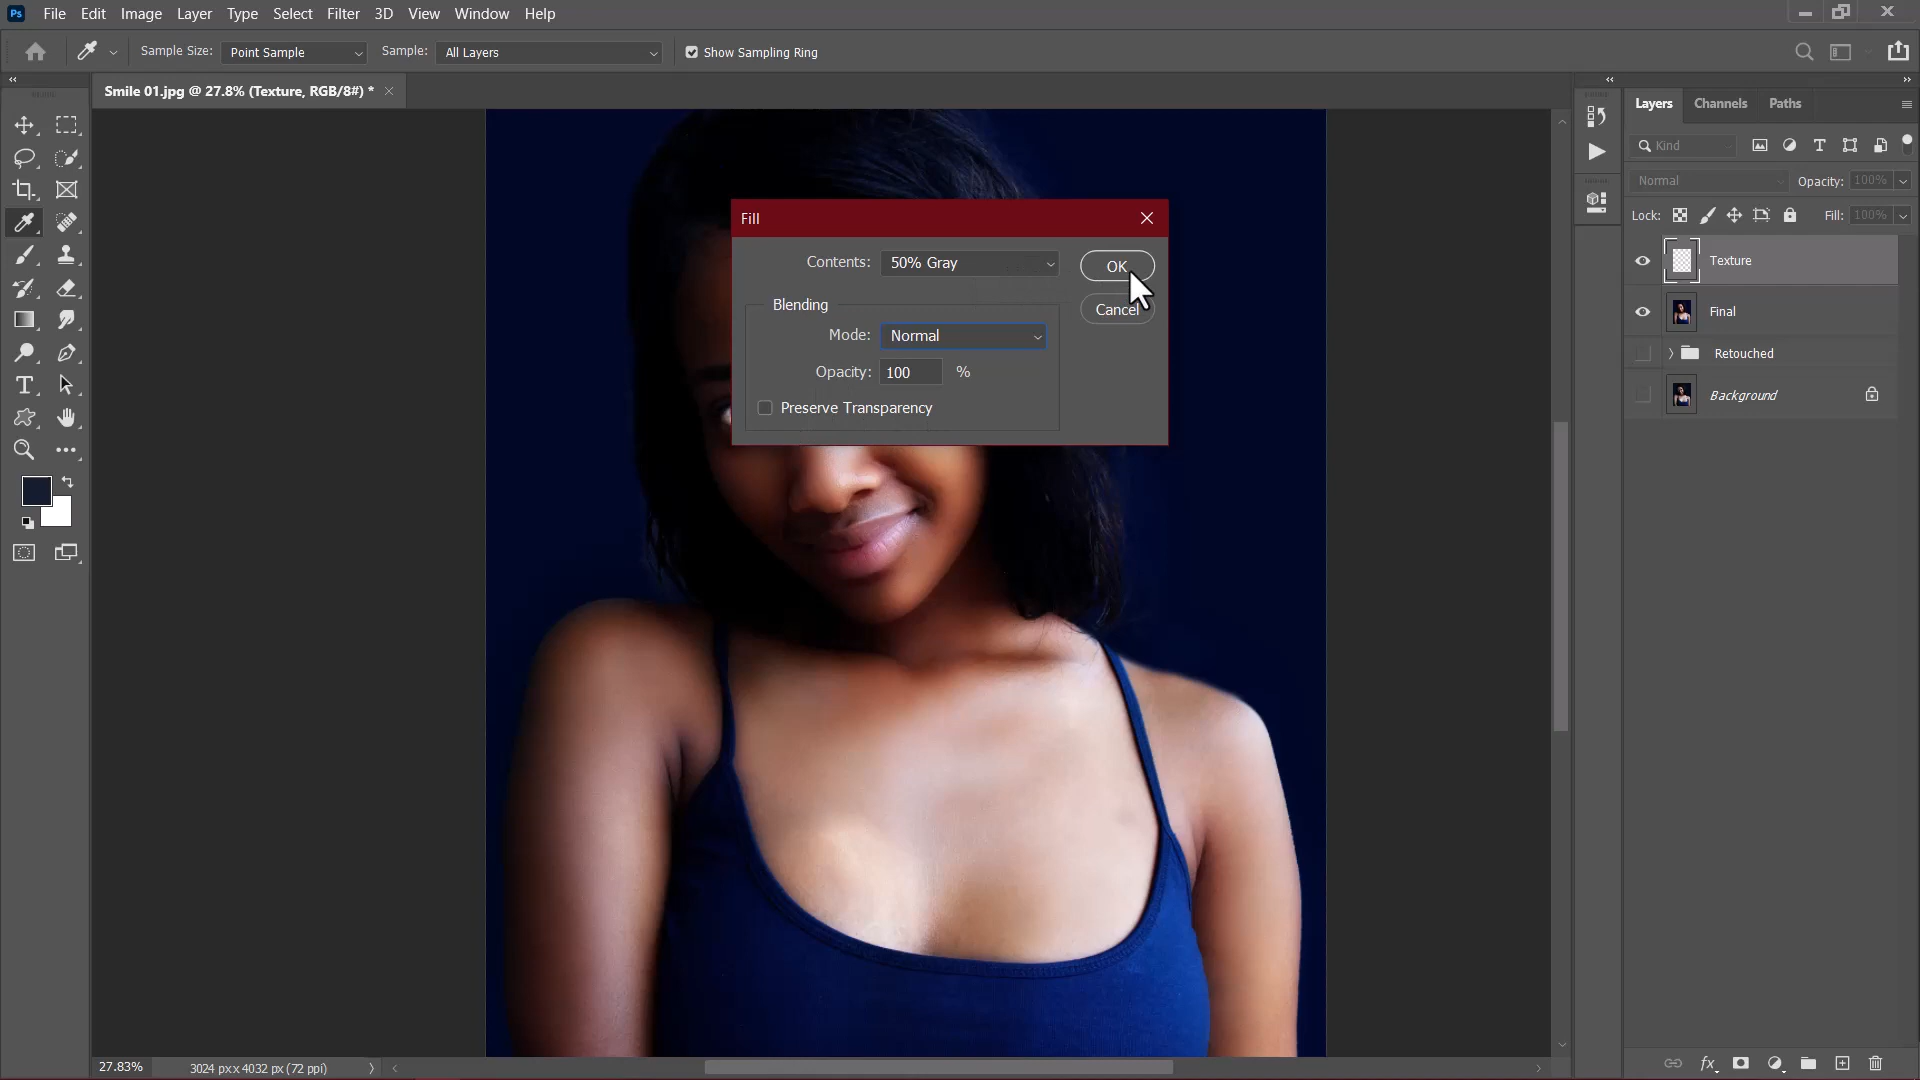 Ps File Edit Image Layer Type Select Filter 3D View Window Help
Sample Size: Point Sample Sample: All Layers Show Sampling Ring
Smile 01.jpg @ 27.8% (Texture, RGB/8#) *
Fill
Contents: 50% Gray
OK
Cancel
Blending
Mode: Normal
Opacity: 100 %
Preserve Transparency
Layers Channels Paths
Kind
Normal Opacity: 100%
Lock: Fill: 100%
Texture
Final
Retouched
Background
fx
27.83% 3024 px x 4032 px (72 ppi)